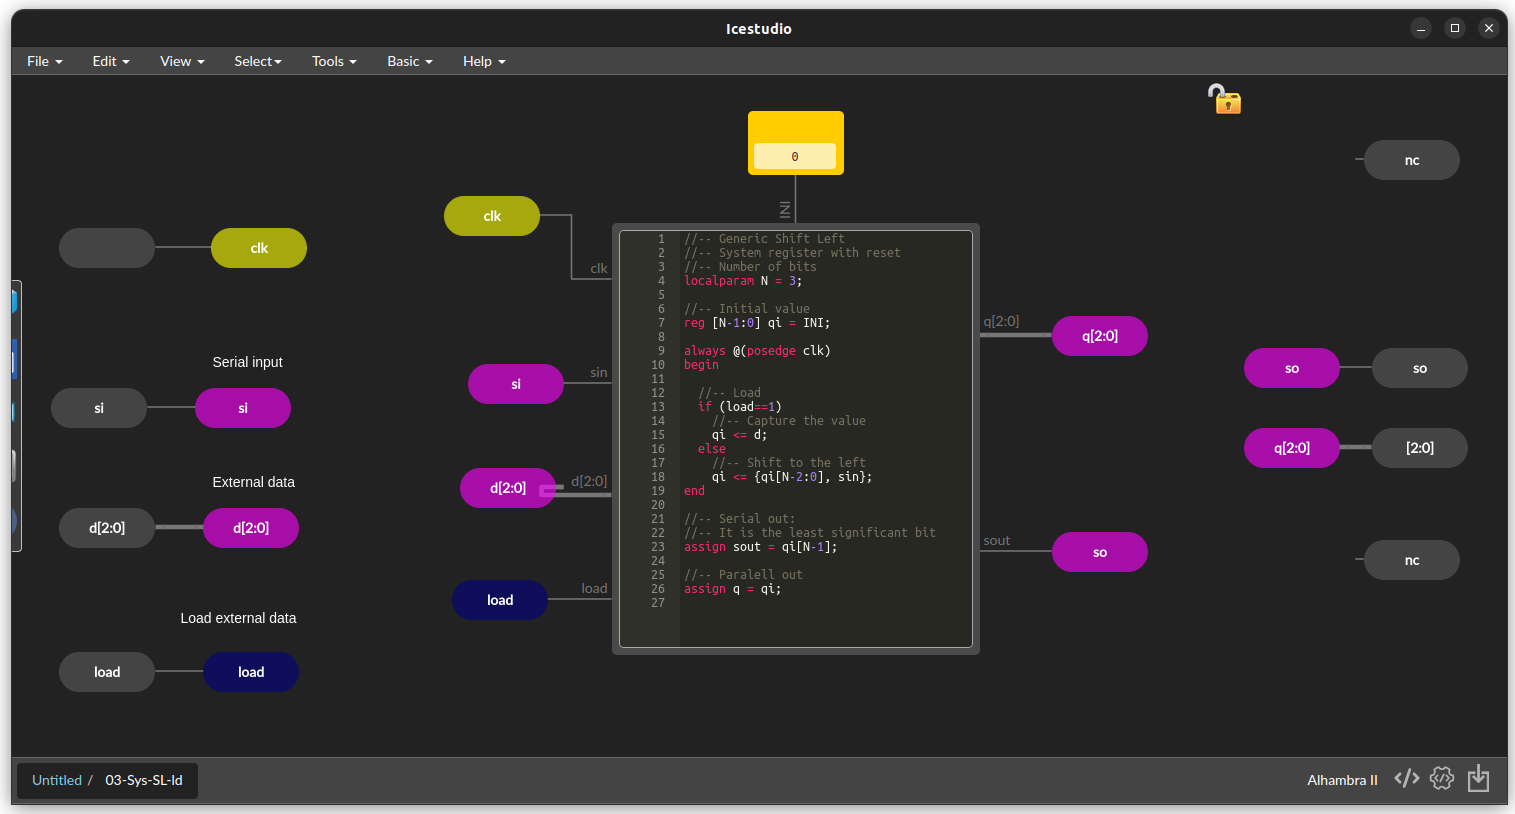 Icestudio
File Edit View Select Tools Basic Help
0
INI
nc
clk
clk
clk
Serial input
si
si
si
sin
External data
d[2:0]
d[2:0]
d[2:0]
d[2:0]
Load external data
load
load
load
load
1 //-- Generic Shift Left
2 //-- System register with reset
3 //-- Number of bits
4 localparam N = 3;
5
6 //-- Initial value
7 reg [N-1:0] qi = INI;
8
9 always @(posedge clk)
10 begin
11
12 //-- Load
13 if (load==1)
14 //-- Capture the value
15 qi <= d;
16 else
17 //-- Shift to the left
18 qi <= {qi[N-2:0], sin};
19 end
20
21 //-- Serial out:
22 //-- It is the least significant bit
23 assign sout = qi[N-1];
24
25 //-- Paralell out
26 assign q = qi;
27
q[2:0]
q[2:0]
so
so
q[2:0]
[2:0]
sout
so
nc
Untitled / 03-Sys-SL-ld
Alhambra II